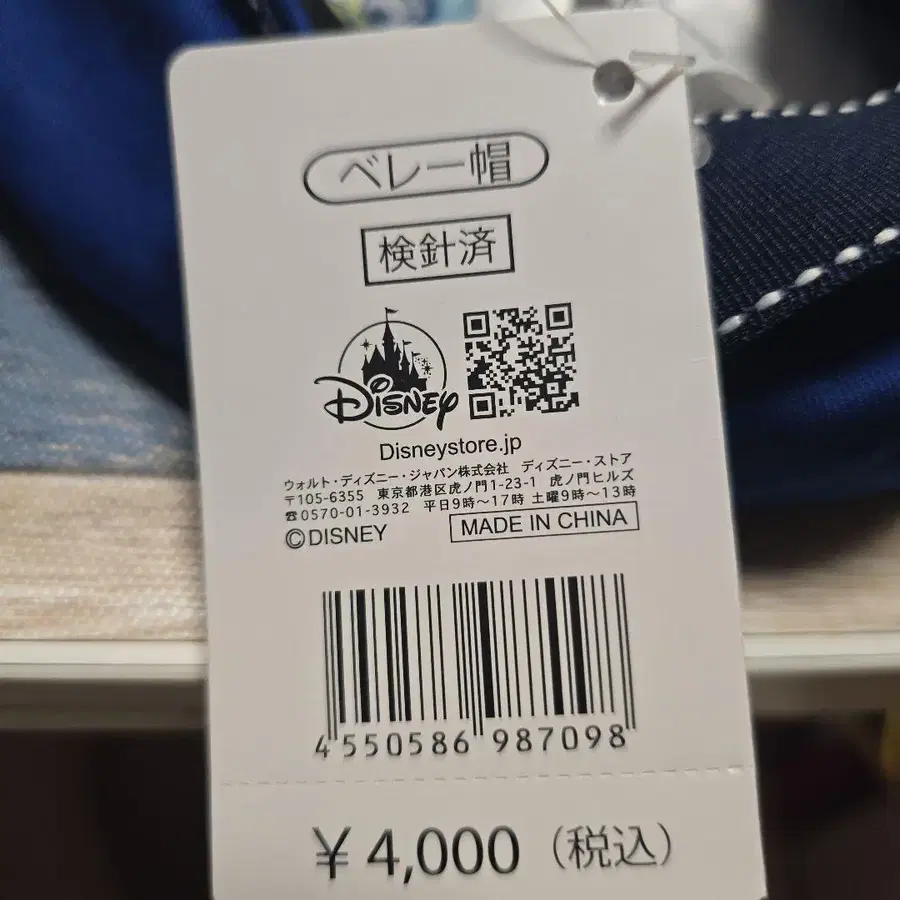 ベレー帽
検針済
Disney
Disneystore.jp
ウォルト・ディズニー・ジャパン株式会社 ディズニー・ストア
〒105-6355 東京都港区虎ノ門1-23-1 虎ノ門ヒルズ
☎0570-01-3932 平日9時〜17時 土曜9時〜13時
©DISNEY MADE IN CHINA
4 550586 987098
¥4,000（税込）